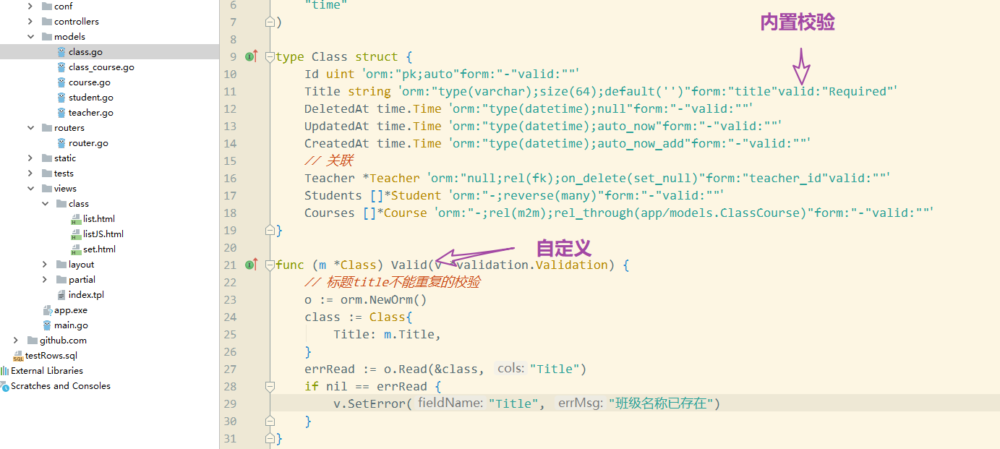 conf
controllers
models
class.go
class_course.go
course.go
student.go
teacher.go
routers
router.go
static
tests
views
class
list.html
listJS.html
set.html
layout
partial
index.tpl
app.exe
main.go
github.com
testRows.sql
External Libraries
Scratches and Consoles
内置校验
6 "time"
7 )
8
9 type Class struct {
10 Id uint 'orm:"pk;auto"form:"-"valid:""'
11 Title string 'orm:"type(varchar);size(64);default('')"form:"title"valid:"Required"'
12 DeletedAt time.Time 'orm:"type(datetime);null"form:"-"valid:""'
13 UpdatedAt time.Time 'orm:"type(datetime);auto_now"form:"-"valid:""'
14 CreatedAt time.Time 'orm:"type(datetime);auto_now_add"form:"-"valid:""'
15 // 关联
16 Teacher *Teacher 'orm:"null;rel(fk);on_delete(set_null)"form:"teacher_id"valid:""'
17 Students []*Student 'orm:"-;reverse(many)"form:"-"valid:""'
18 Courses []*Course 'orm:"-;rel(m2m);rel_through(app/models.ClassCourse)"form:"-"valid:""'
19 }
20
自定义
21 func (m *Class) Valid(v *validation.Validation) {
22 // 标题title不能重复的校验
23 o := orm.NewOrm()
24 class := Class{
25 Title: m.Title,
26 }
27 errRead := o.Read(&class, cols: "Title")
28 if nil == errRead {
29 v.SetError( fieldName: "Title", errMsg: "班级名称已存在")
30 }
31 }